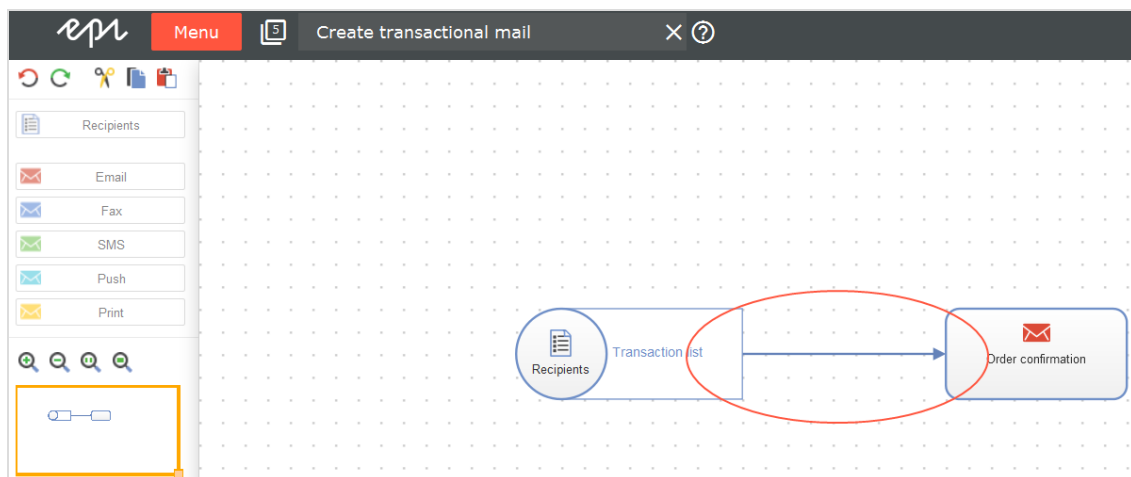 epi Menu 5 Create transactional mail
Recipients
Email
Fax
SMS
Push
Print
Transaction list
Recipients
Order confirmation